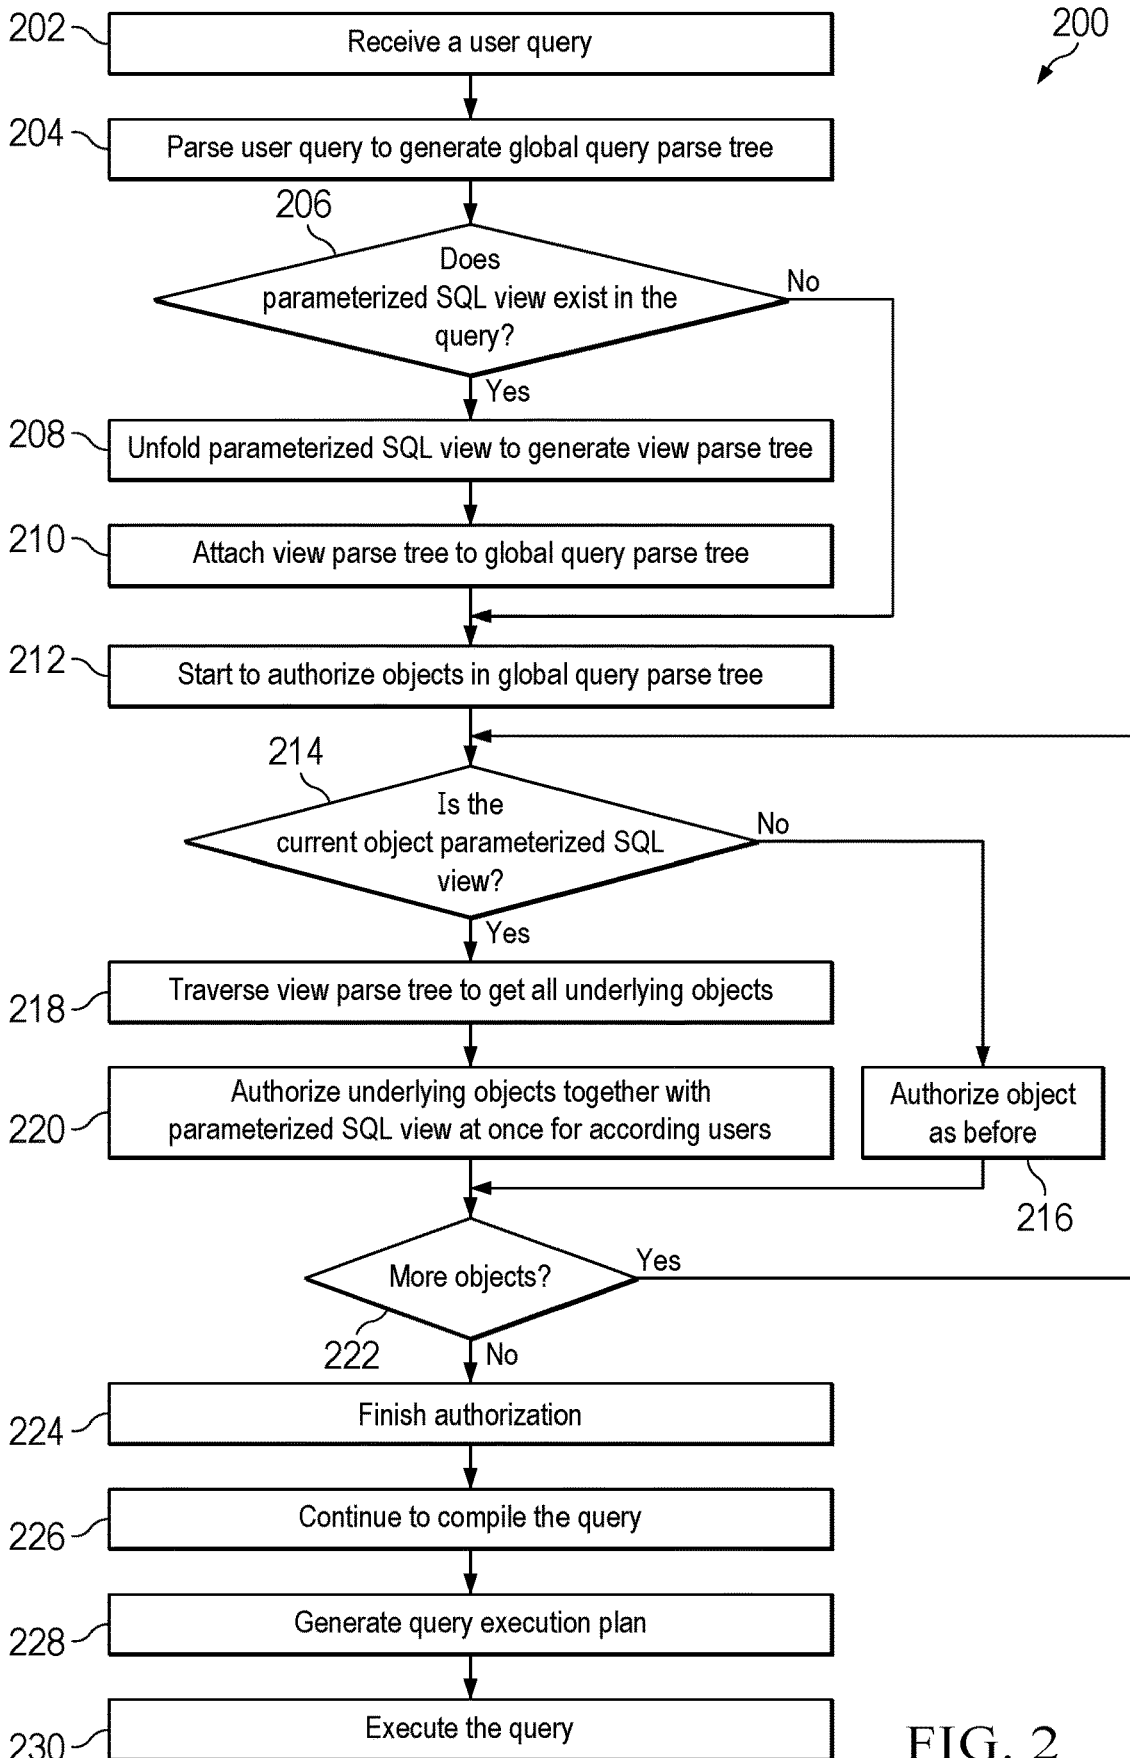 200
202
Receive a user query
204
Parse user query to generate global query parse tree
206
Does
parameterized SQL view exist in the
query?
No
Yes
208
Unfold parameterized SQL view to generate view parse tree
210
Attach view parse tree to global query parse tree
212
Start to authorize objects in global query parse tree
214
Is the
current object parameterized SQL
view?
No
Yes
218
Traverse view parse tree to get all underlying objects
220
Authorize underlying objects together with
parameterized SQL view at once for according users
Authorize object
as before
216
More objects?
Yes
222
No
224
Finish authorization
226
Continue to compile the query
228
Generate query execution plan
230
Execute the query
FIG. 2